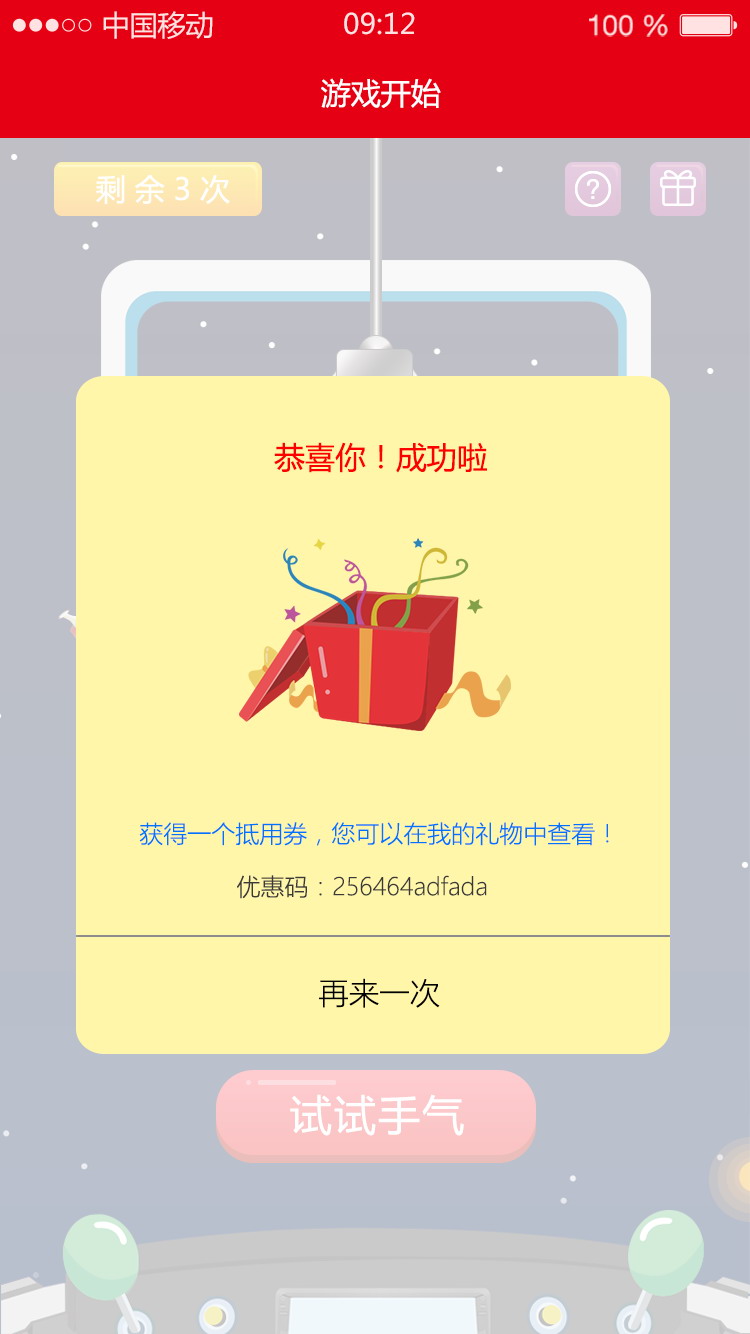 中国移动 09:12 100 %
游戏开始
剩余3次 ?
恭喜你！成功啦
获得一个抵用券，您可以在我的礼物中查看！
优惠码：256464adfada
再来一次
试试手气